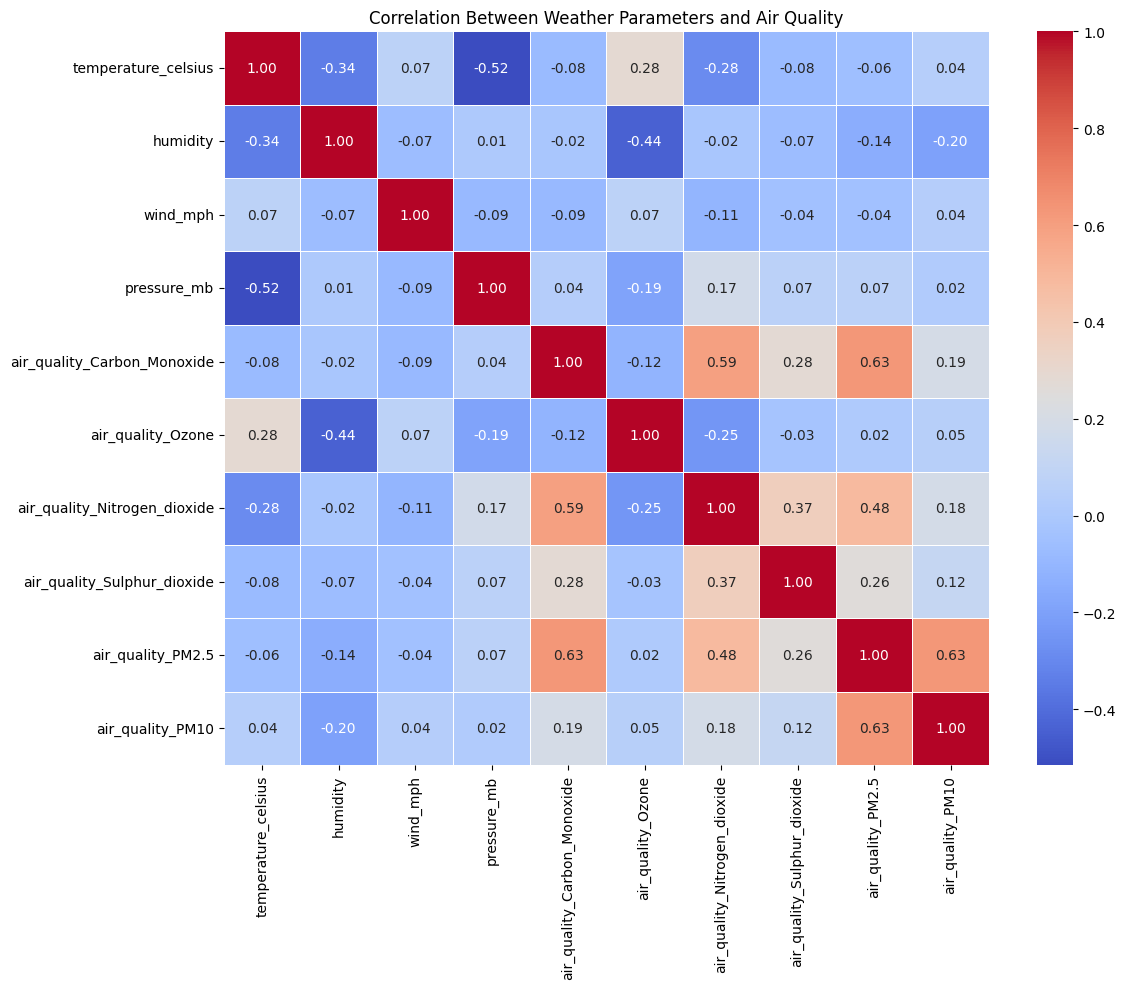 Correlation Between Weather Parameters and Air Quality
temperature_celsius 1.00 -0.34 0.07 -0.52 -0.08 0.28 -0.28 -0.08 -0.06 0.04
humidity -0.34 1.00 -0.07 0.01 -0.02 -0.44 -0.02 -0.07 -0.14 -0.20
wind_mph 0.07 -0.07 1.00 -0.09 -0.09 0.07 -0.11 -0.04 -0.04 0.04
pressure_mb -0.52 0.01 -0.09 1.00 0.04 -0.19 0.17 0.07 0.07 0.02
air_quality_Carbon_Monoxide -0.08 -0.02 -0.09 0.04 1.00 -0.12 0.59 0.28 0.63 0.19
air_quality_Ozone 0.28 -0.44 0.07 -0.19 -0.12 1.00 -0.25 -0.03 0.02 0.05
air_quality_Nitrogen_dioxide -0.28 -0.02 -0.11 0.17 0.59 -0.25 1.00 0.37 0.48 0.18
air_quality_Sulphur_dioxide -0.08 -0.07 -0.04 0.07 0.28 -0.03 0.37 1.00 0.26 0.12
air_quality_PM2.5 -0.06 -0.14 -0.04 0.07 0.63 0.02 0.48 0.26 1.00 0.63
air_quality_PM10 0.04 -0.20 0.04 0.02 0.19 0.05 0.18 0.12 0.63 1.00
temperature_celsius
humidity
wind_mph
pressure_mb
air_quality_Carbon_Monoxide
air_quality_Ozone
air_quality_Nitrogen_dioxide
air_quality_Sulphur_dioxide
air_quality_PM2.5
air_quality_PM10
1.0
0.8
0.6
0.4
0.2
0.0
−0.2
−0.4